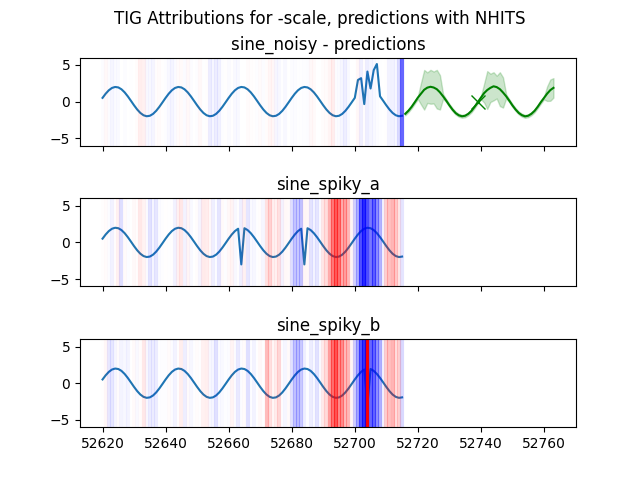 TIG Attributions for -scale, predictions with NHITS
sine_noisy - predictions
5
0
−5
sine_spiky_a
5
0
−5
sine_spiky_b
5
0
−5
52620 52640 52660 52680 52700 52720 52740 52760